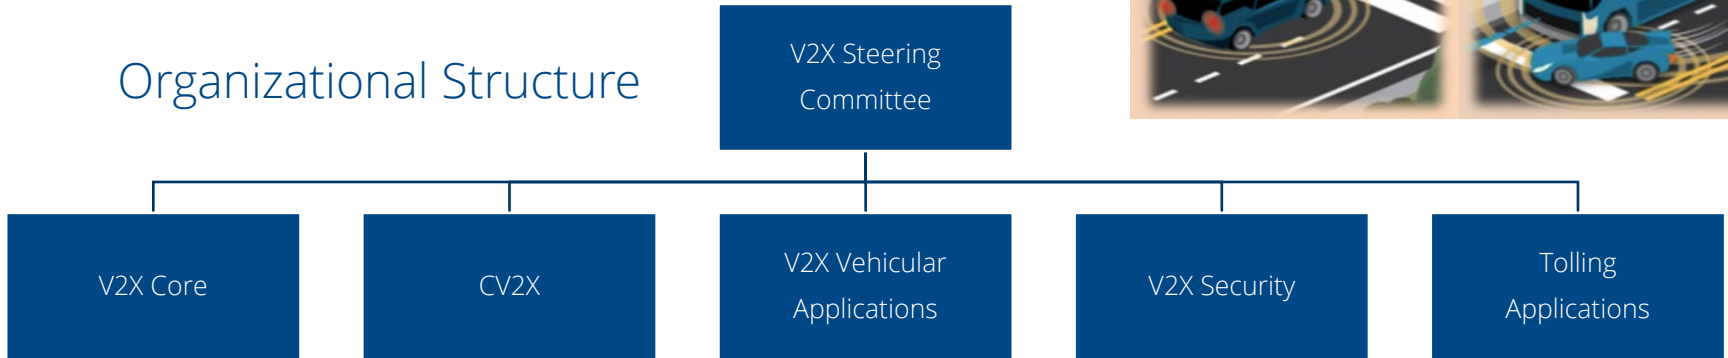 Organizational Structure
V2X Steering
Committee
V2X Core
CV2X
V2X Vehicular
Applications
V2X Security
Tolling
Applications